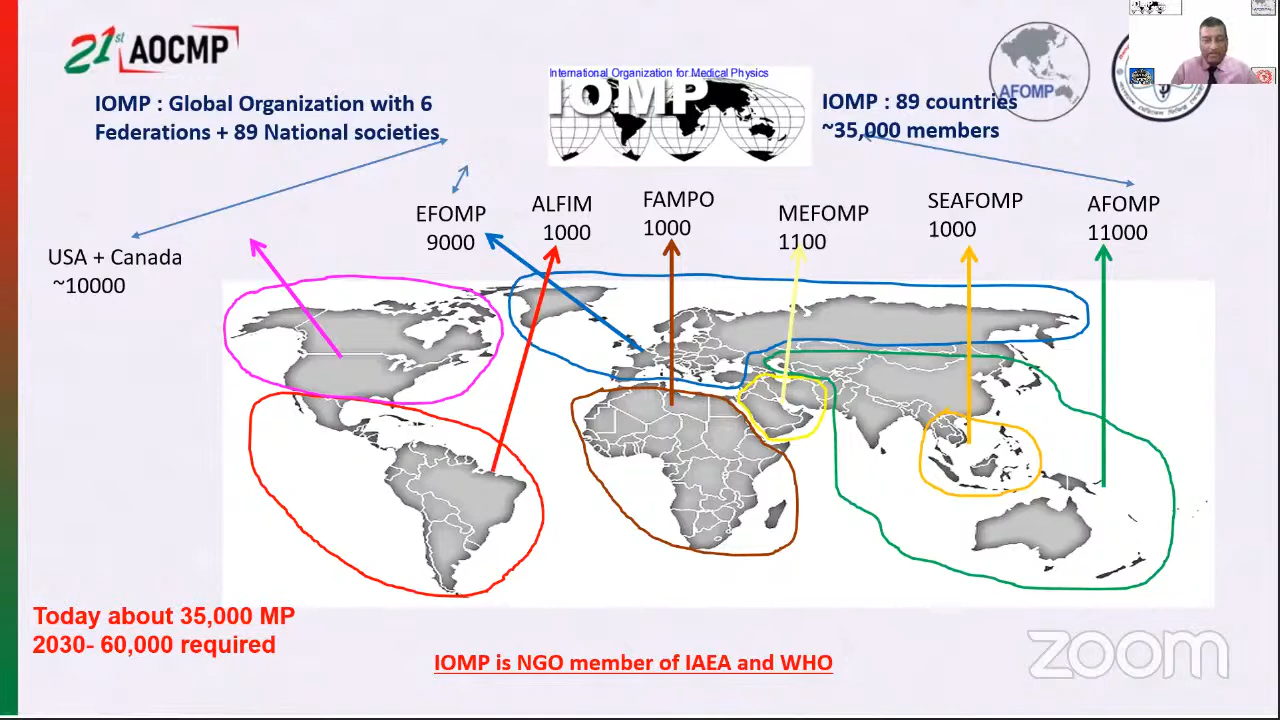 21st AOCMP
International Organization for Medical Physics
IOMP
AFOMP
IOMP : Global Organization with 6
Federations + 89 National societies
IOMP : 89 countries
~35,000 members
USA + Canada
~10000
EFOMP
9000
ALFIM
1000
FAMPO
1000
MEFOMP
1100
SEAFOMP
1000
AFOMP
11000
Today about 35,000 MP
2030- 60,000 required
IOMP is NGO member of IAEA and WHO
zoom